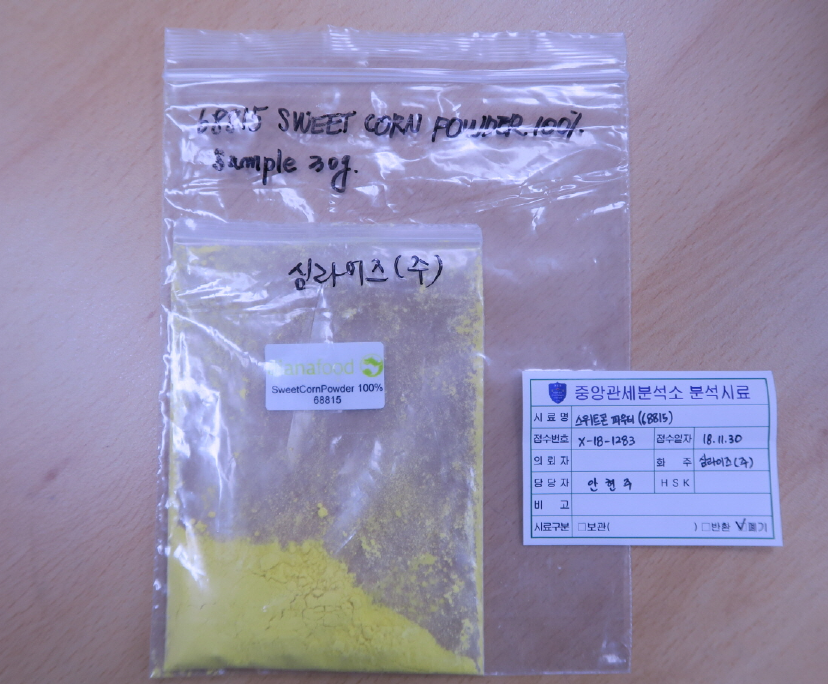 68815 SWEET CORN POWDER. 100%.
Sample 30g.
심라이즈(주)
anafood
SweetCornPowder 100%
68815
중앙관세분석소 분석시료
시 료 명 스위트콘 파우더(68815)
접수번호 X-18-1283 접수일자 18.11.30
의 뢰 자 화 주 심라이즈(주)
담 당 자 안 현 주 H S K
비 고
시료구분 □보관( ) □반환 ☑폐기